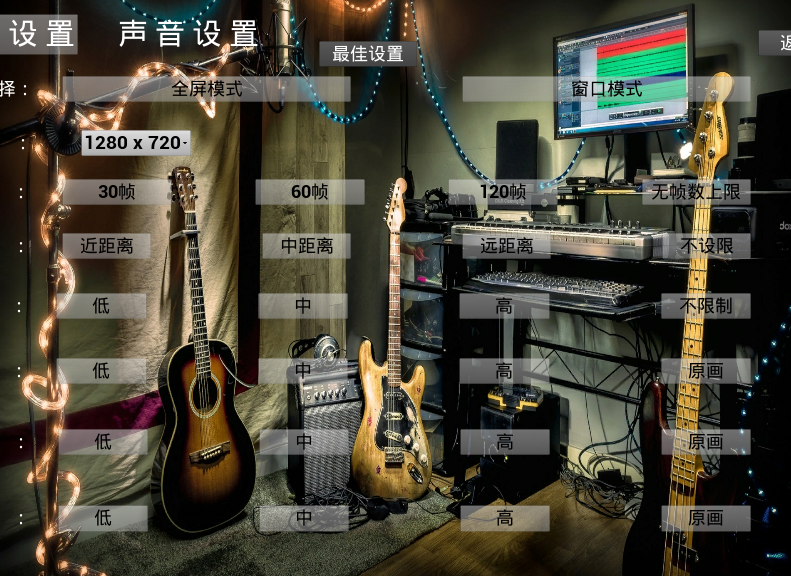 设置 声音设置
最佳设置
返
择：
全屏模式 窗口模式
: 1280 x 720
: 30帧 60帧 120帧 无帧数上限
: 近距离 中距离 远距离 不设限
: 低 中 高 不限制
: 低 中 高 原画
: 低 中 高 原画
: 低 中 高 原画